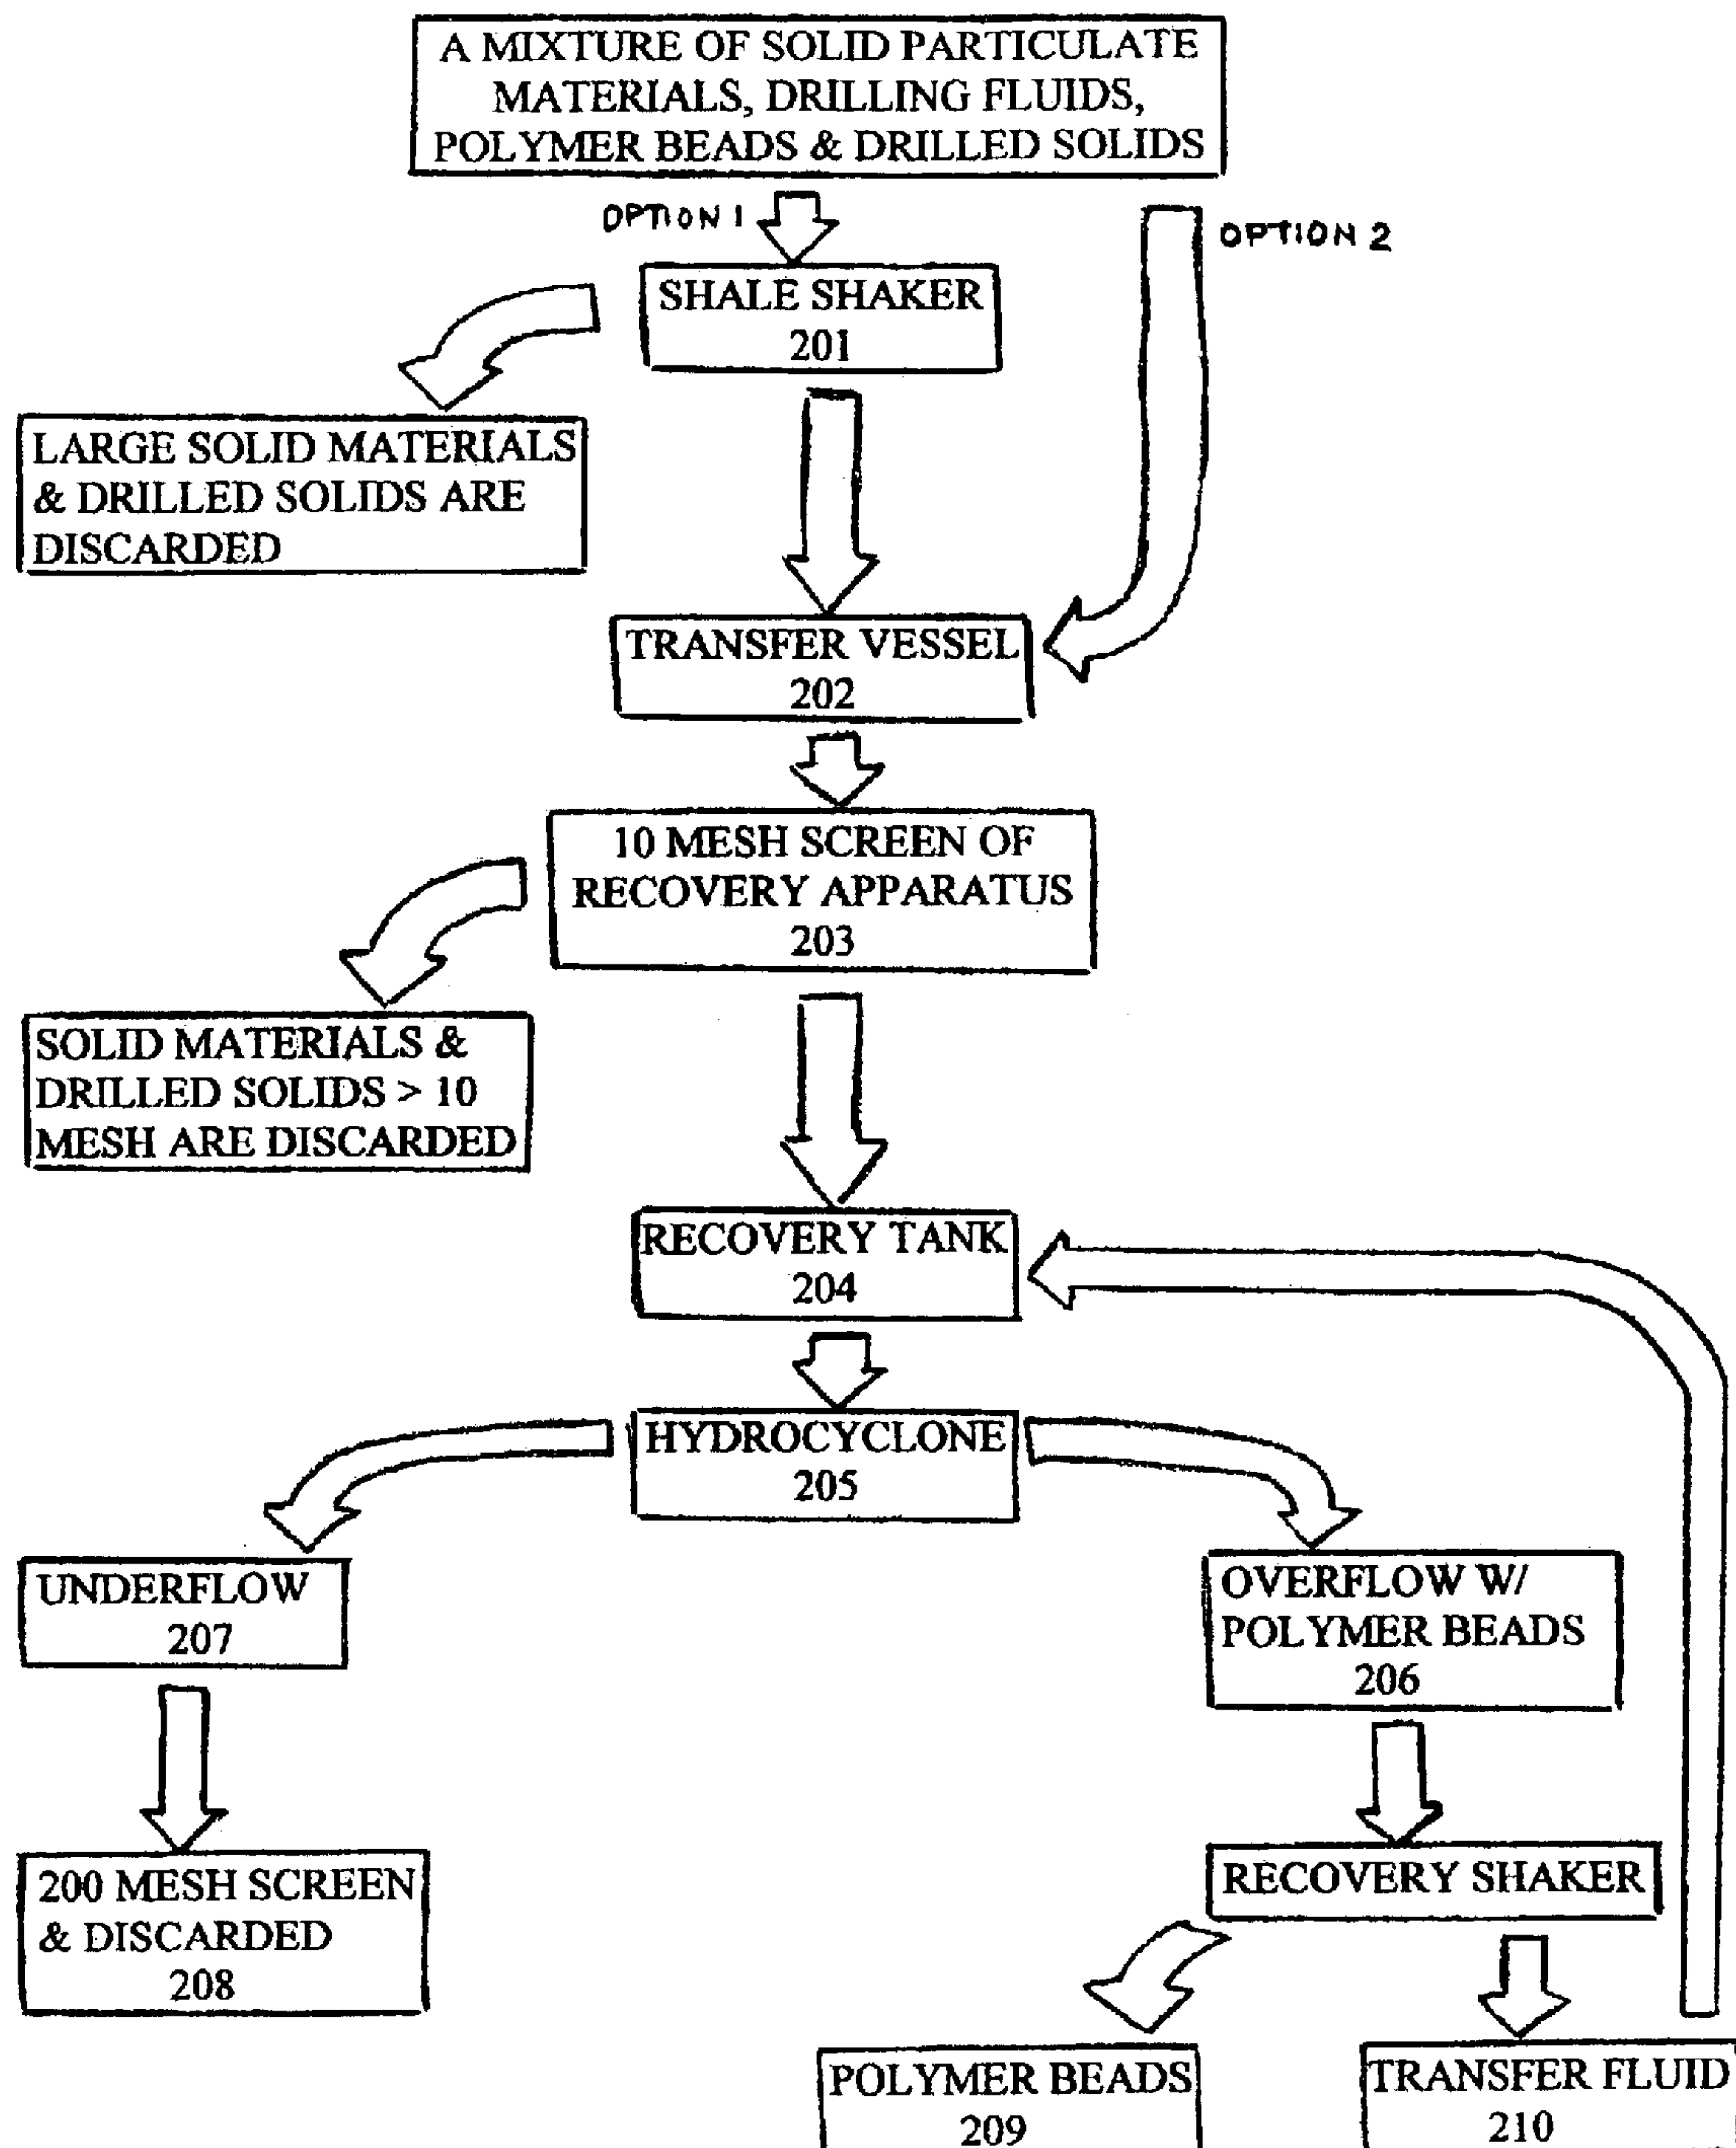 A MIXTURE OF SOLID PARTICULATE
MATERIALS, DRILLING FLUIDS,
POLYMER BEADS & DRILLED SOLIDS
OPTION 1
OPTION 2
SHALE SHAKER
201
LARGE SOLID MATERIALS
& DRILLED SOLIDS ARE
DISCARDED
TRANSFER VESSEL
202
10 MESH SCREEN OF
RECOVERY APPARATUS
203
SOLID MATERIALS &
DRILLED SOLIDS > 10
MESH ARE DISCARDED
RECOVERY TANK
204
HYDROCYCLONE
205
UNDERFLOW
207
OVERFLOW W/
POLYMER BEADS
206
200 MESH SCREEN
& DISCARDED
208
RECOVERY SHAKER
POLYMER BEADS
209
TRANSFER FLUID
210